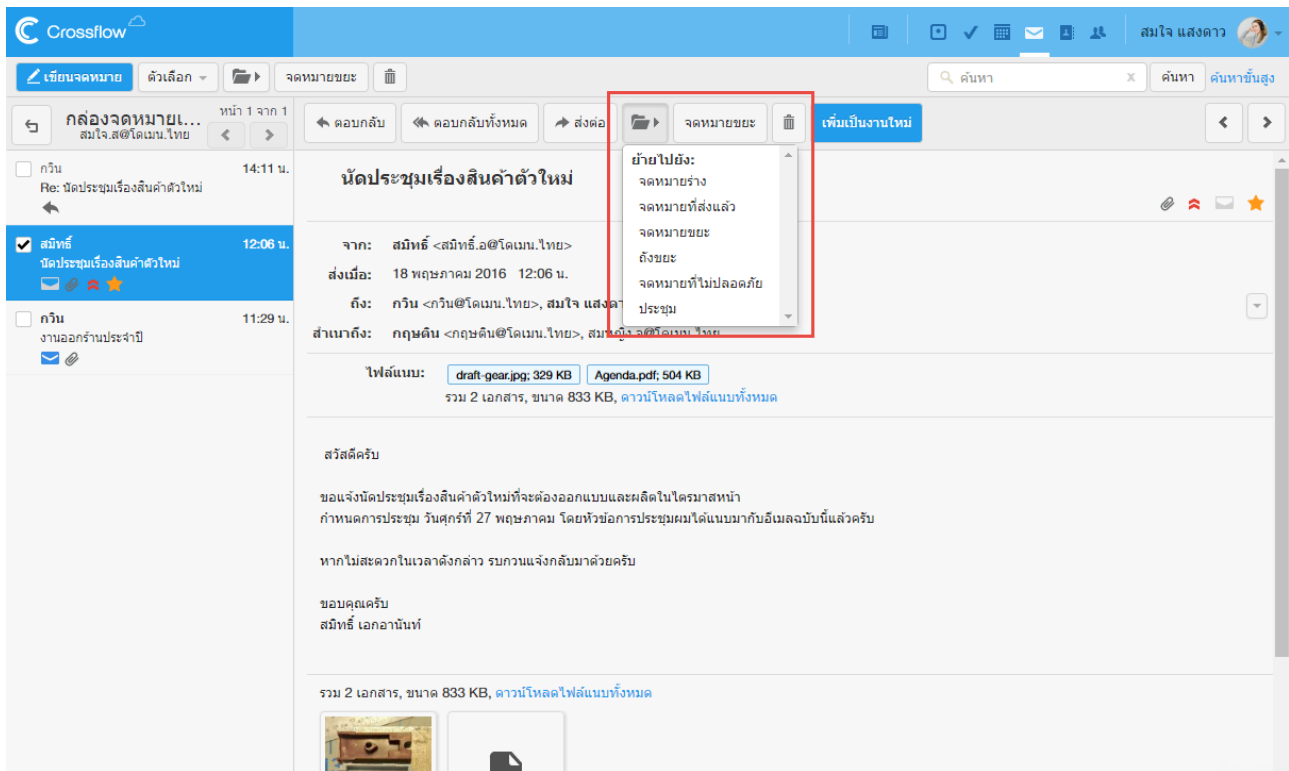 Crossflow
สมใจ แสงดาว
เขียนจดหมาย ตัวเลือก จดหมายขยะ ค้นหา x ค้นหา ค้นหาขั้นสูง
กล่องจดหมายเ... หน้า 1 จาก 1
สมใจ.ส@โดเมน.ไทย
ตอบกลับ ตอบกลับทั้งหมด ส่งต่อ จดหมายขยะ เพิ่มเป็นงานใหม่
กวิน 14:11 น.
Re: นัดประชุมเรื่องสินค้าตัวใหม่
สมิทธิ์ 12:06 น.
นัดประชุมเรื่องสินค้าตัวใหม่
กวิน 11:29 น.
งานออกร้านประจำปี
ย้ายไปยัง:
จดหมายร่าง
จดหมายที่ส่งแล้ว
จดหมายขยะ
ถังขยะ
จดหมายที่ไม่ปลอดภัย
ประชุม
นัดประชุมเรื่องสินค้าตัวใหม่
จาก: สมิทธิ์ <สมิทธิ์.อ@โดเมน.ไทย>
ส่งเมื่อ: 18 พฤษภาคม 2016 12:06 น.
ถึง: กวิน <กวิน@โดเมน.ไทย>, สมใจ แสงดา
สำเนาถึง: กฤษดิน <กฤษดิน@โดเมน.ไทย>, สมหญิง.อ@โดเมน.ไทย
ไฟล์แนบ: draft-gear.jpg; 329 KB Agenda.pdf; 504 KB
รวม 2 เอกสาร, ขนาด 833 KB, ดาวน์โหลดไฟล์แนบทั้งหมด
สวัสดีครับ
ขอแจ้งนัดประชุมเรื่องสินค้าตัวใหม่ที่จะต้องออกแบบและผลิตในไตรมาสหน้า
กำหนดการประชุม วันศุกร์ที่ 27 พฤษภาคม โดยหัวข้อการประชุมผมได้แนบมากับอีเมลฉบับนี้แล้วครับ
หากไม่สะดวกในเวลาดังกล่าว รบกวนแจ้งกลับมาด้วยครับ
ขอบคุณครับ
สมิทธิ์ เอกอานันท์
รวม 2 เอกสาร, ขนาด 833 KB, ดาวน์โหลดไฟล์แนบทั้งหมด